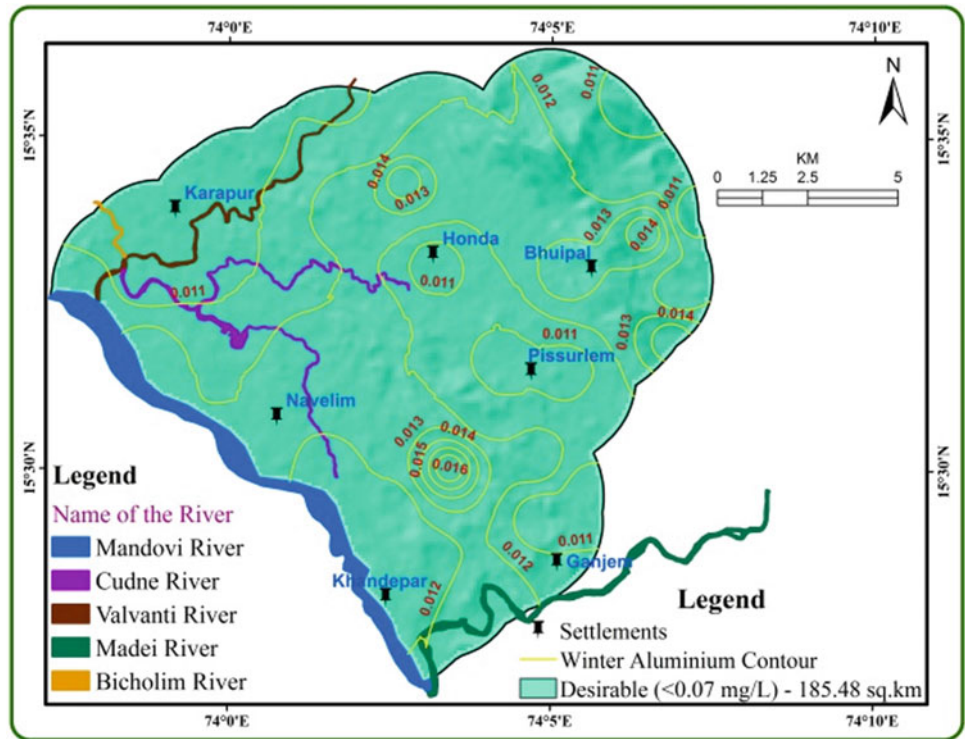 74°0'E
74°5'E
74°10'E
15°35'N
15°35'N
N
KM
0 1.25 2.5 5
0.012
0.011
0.014
0.013
0.011
Karapur
0.013
0.014
Honda
Bhuipal
0.011
0.011
0.014
0.013
0.011
Pissurlem
Navelim
0.013
0.014
0.015
0.016
15°30'N
15°30'N
0.011
0.012
Ganjem
Khandepar
0.012
Legend
Name of the River
Mandovi River
Cudne River
Valvanti River
Madei River
Bicholim River
Legend
Settlements
Winter Aluminium Contour
Desirable (<0.07 mg/L) - 185.48 sq.km
74°0'E
74°5'E
74°10'E